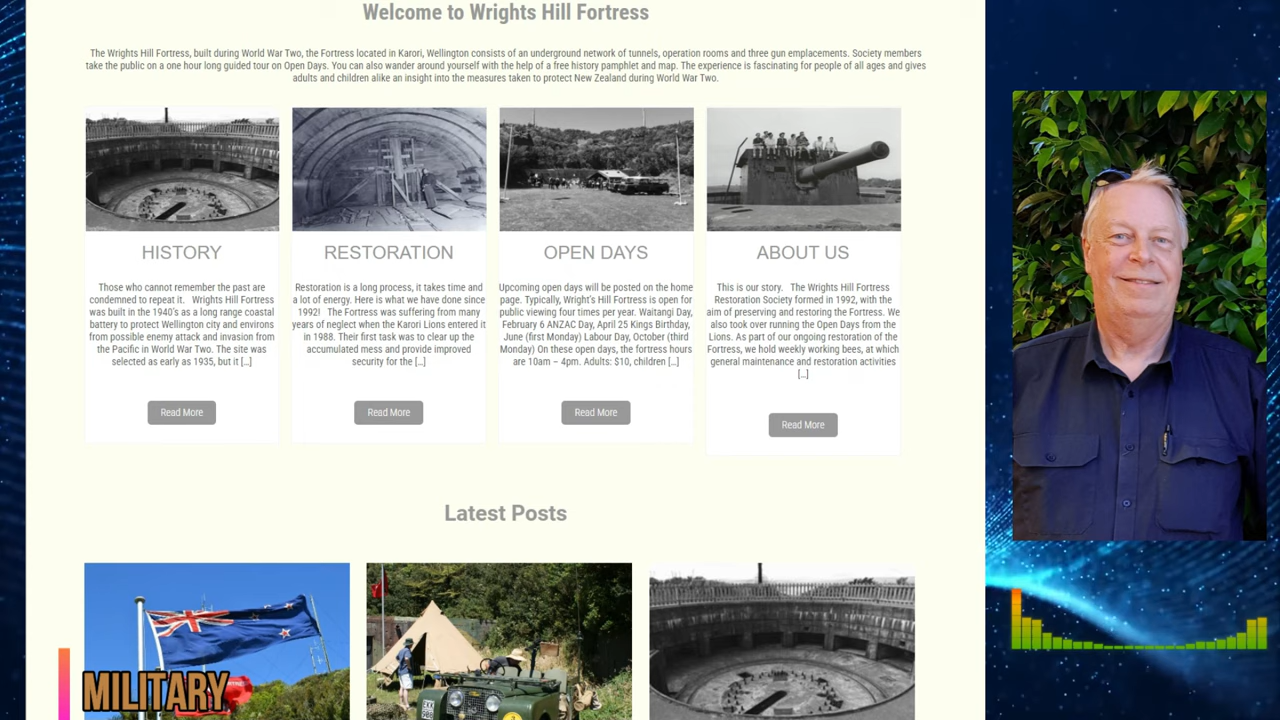 Welcome to Wrights Hill Fortress
The Wrights Hill Fortress, built during World War Two, the Fortress located in Karori, Wellington consists of an underground network of tunnels, operation rooms and three gun emplacements. Society members
take the public on a one hour long guided tour on Open Days. You can also wander around yourself with the help of a free history pamphlet and map. The experience is fascinating for people of all ages and gives
adults and children alike an insight into the measures taken to protect New Zealand during World War Two.
HISTORY
Those who cannot remember the past are
condemned to repeat it. Wrights Hill Fortress
was built in the 1940's as a long range coastal
battery to protect Wellington city and environs
from possible enemy attack and invasion from
the Pacific in World War Two. The site was
selected as early as 1935, but it [...]
Read More
RESTORATION
Restoration is a long process, it takes time and
a lot of energy. Here is what we have done since
1992! The Fortress was suffering from many
years of neglect when the Karori Lions entered it
in 1988. Their first task was to clear up the
accumulated mess and provide improved
security for the [...]
Read More
OPEN DAYS
Upcoming open days will be posted on the home
page. Typically, Wright's Hill Fortress is open for
public viewing four times per year. Waitangi Day,
February 6 ANZAC Day, April 25 Kings Birthday,
June (first Monday) Labour Day, October (third
Monday) On these open days, the fortress hours
are 10am – 4pm. Adults: $10, children [...]
Read More
ABOUT US
This is our story. The Wrights Hill Fortress
Restoration Society formed in 1992, with the
aim of preserving and restoring the Fortress. We
also took over running the Open Days from the
Lions. As part of our ongoing restoration of the
Fortress, we hold weekly working bees, at which
general maintenance and restoration activities
[...]
Read More
Latest Posts
MILITARY